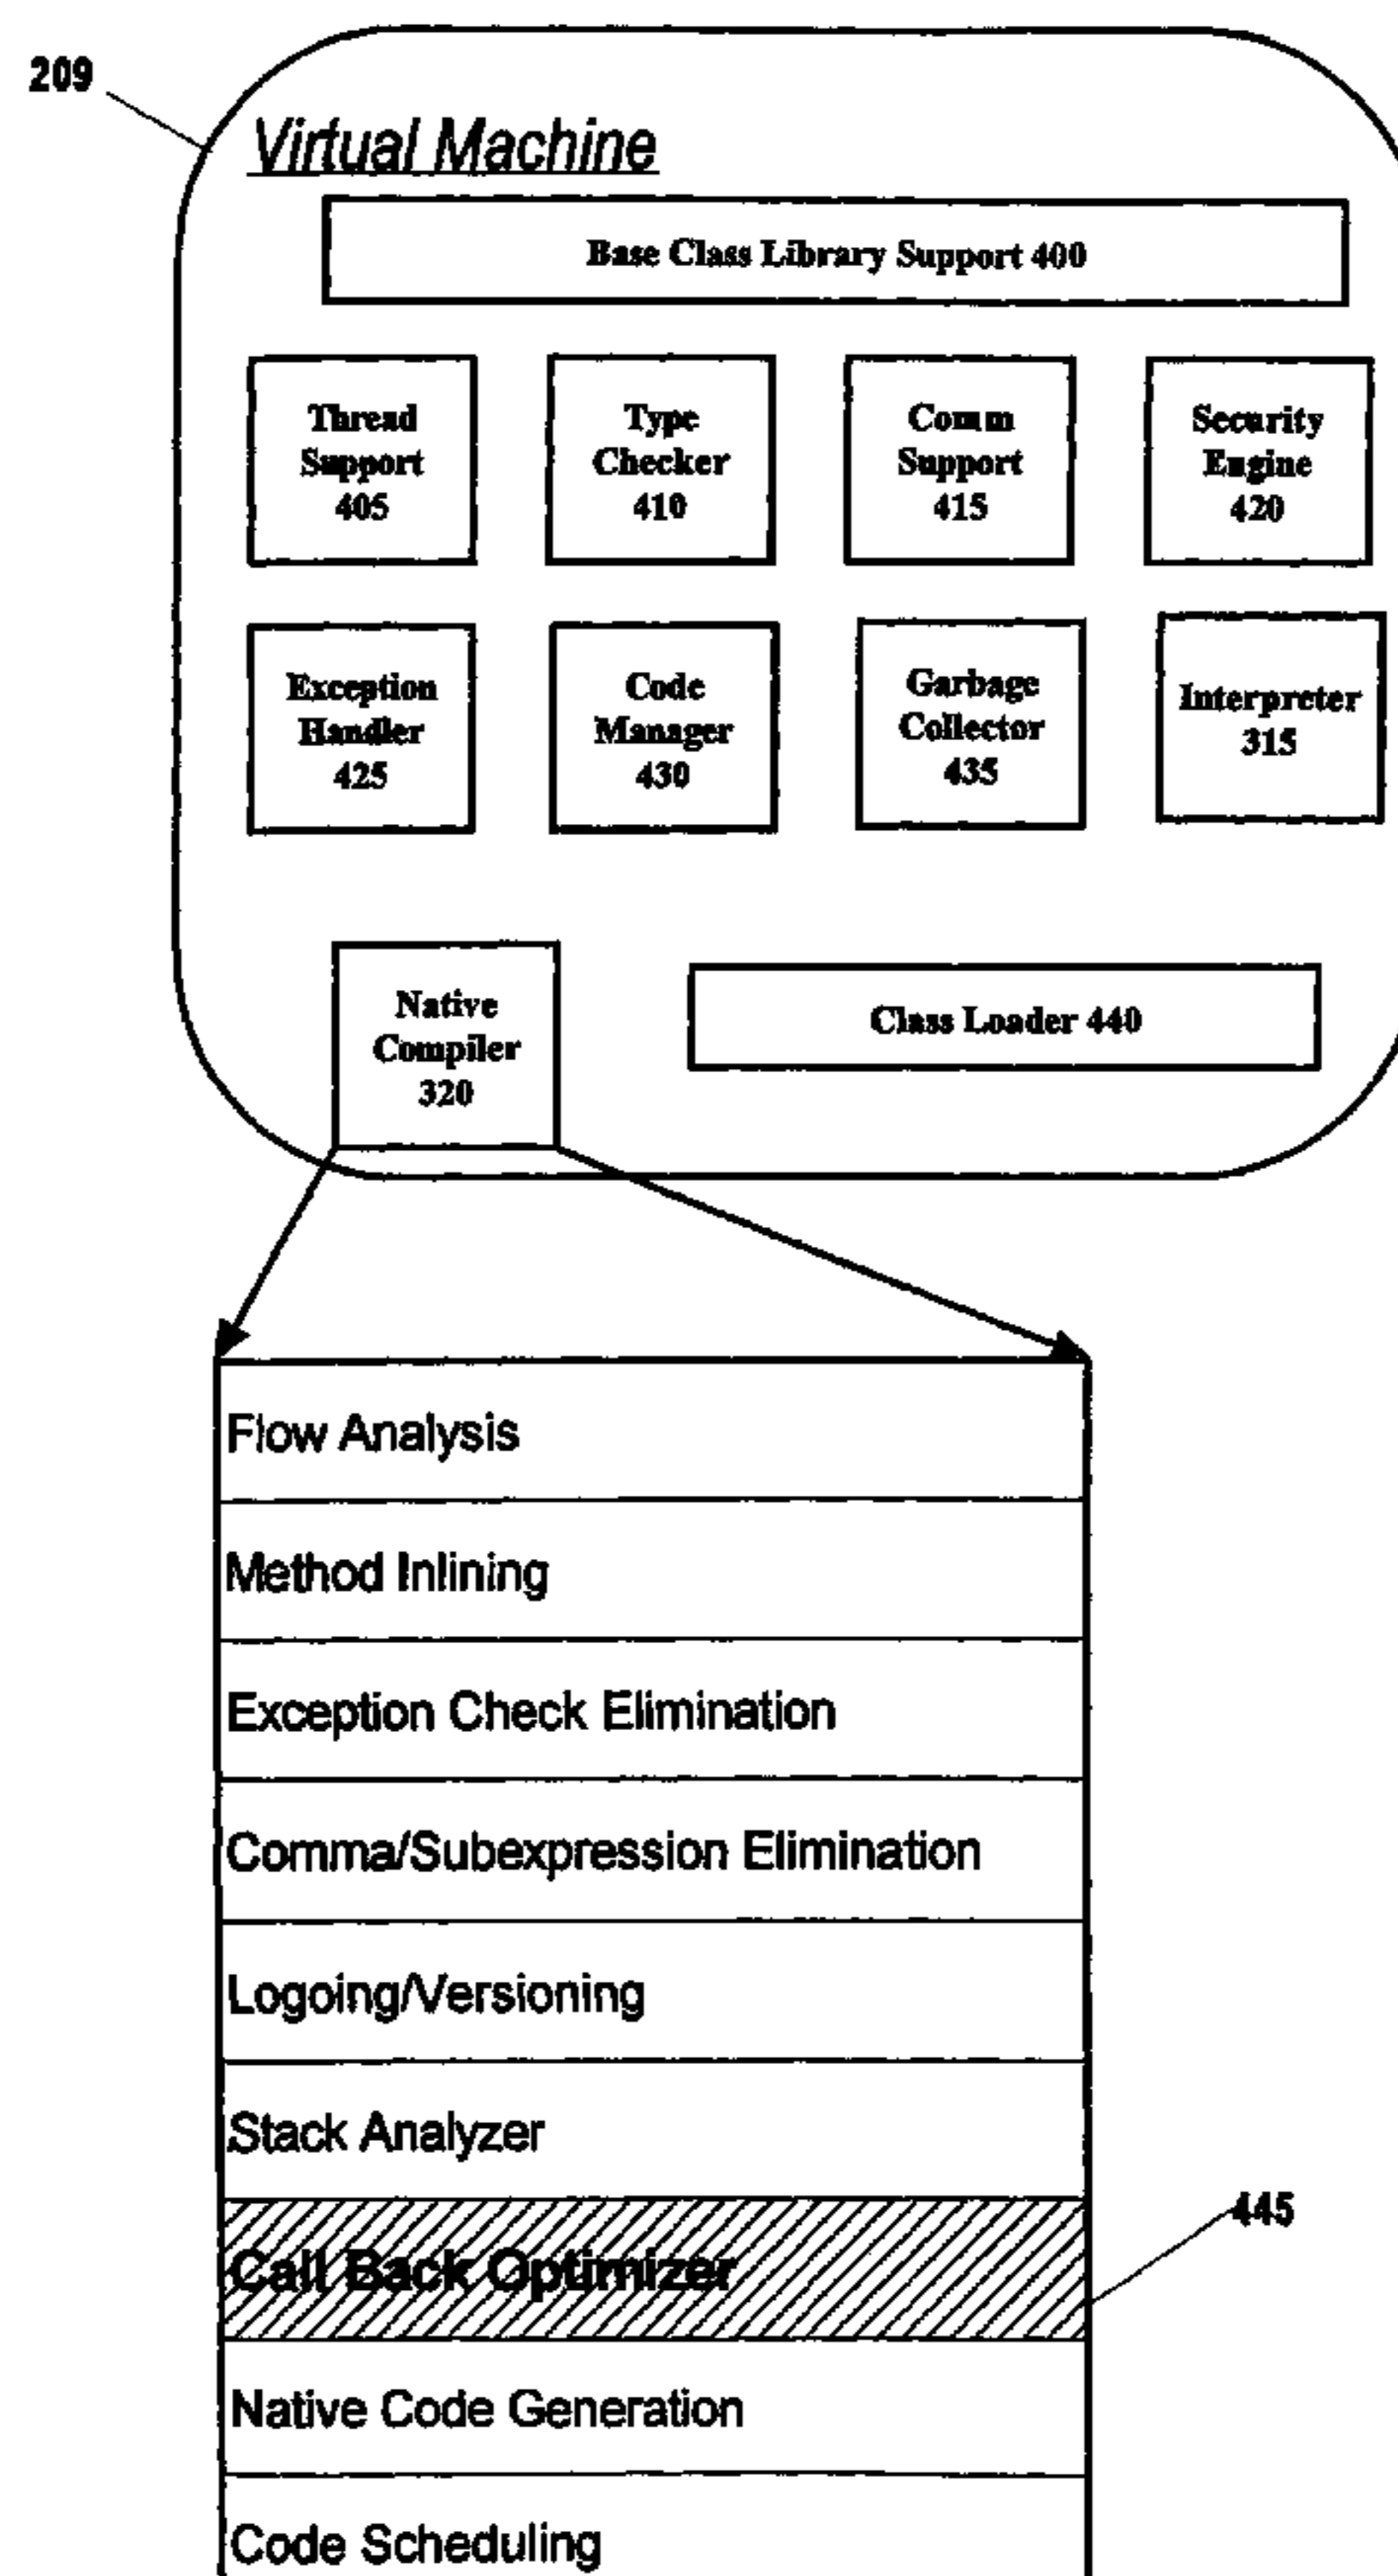 209
Virtual Machine
Base Class Library Support 400
Thread
Support
405
Type
Checker
410
Comm
Support
415
Security
Engine
420
Exception
Handler
425
Code
Manager
430
Garbage
Collector
435
Interpreter
315
Native
Compiler
320
Class Loader 440
Flow Analysis
Method Inlining
Exception Check Elimination
Comma/Subexpression Elimination
Logoing/Versioning
Stack Analyzer
445
Call Back Optimizer
Native Code Generation
Code Scheduling